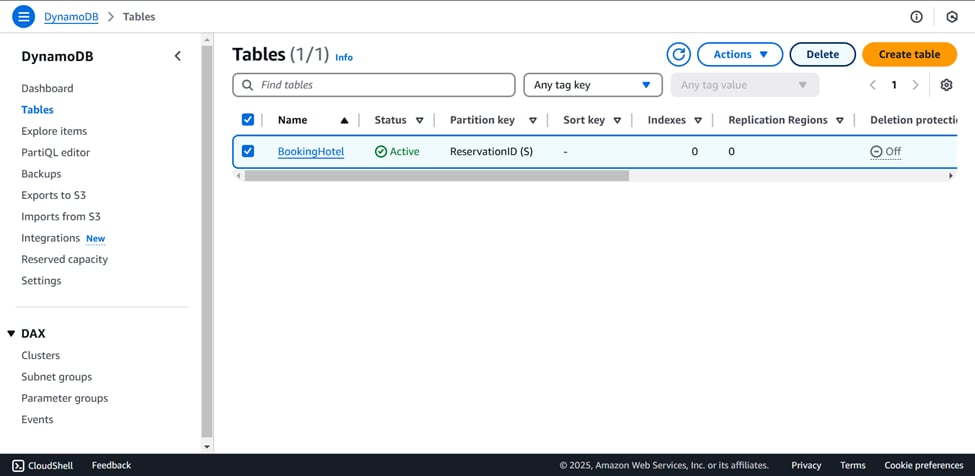 DynamoDB > Tables
DynamoDB
Dashboard
Tables
Explore items
PartiQL editor
Backups
Exports to S3
Imports from S3
Integrations New
Reserved capacity
Settings
DAX
Clusters
Subnet groups
Parameter groups
Events
Tables (1/1) Info
Actions Delete Create table
Find tables Any tag key Any tag value 1
Name Status Partition key Sort key Indexes Replication Regions Deletion protecti
BookingHotel Active ReservationID (S) - 0 0 Off
CloudShell Feedback © 2025, Amazon Web Services, Inc. or its affiliates. Privacy Terms Cookie preferences